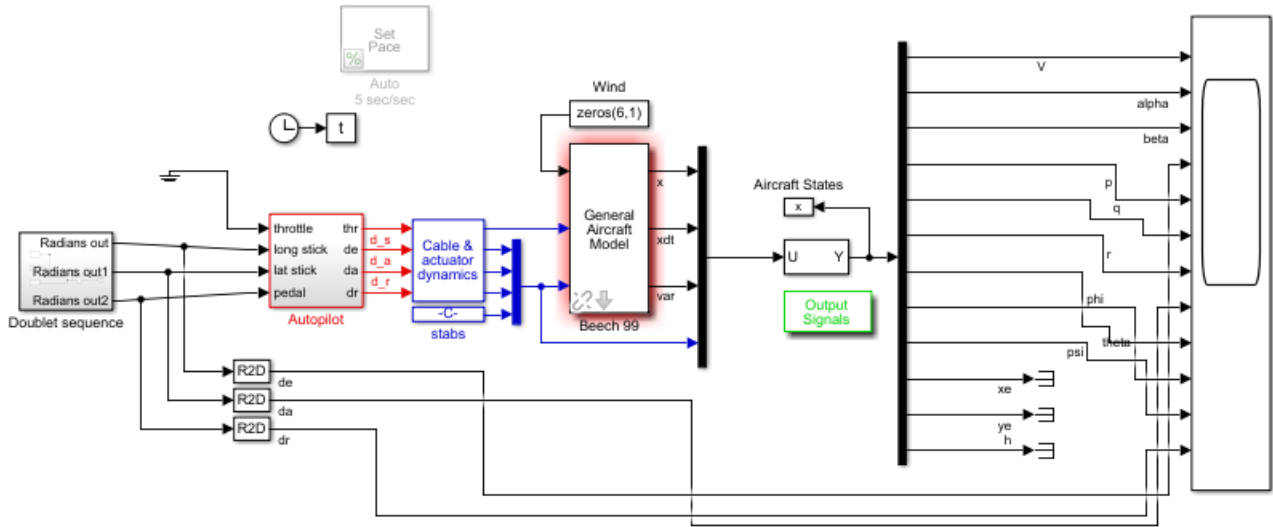 Set
Pace
%
Auto
5 sec/sec
t
Wind
zeros(6,1)
Radians out
Radians out1
Radians out2
Doublet sequence
throttle
long stick
lat stick
pedal
thr
de
da
dr
Autopilot
d_s
d_a
d_r
Cable &
actuator
dynamics
-C-
stabs
General
Aircraft
Model
Beech 99
x
xdt
var
Aircraft States
x
U
Y
Output
Signals
R2D
de
R2D
da
R2D
dr
V
alpha
beta
p
q
r
phi
theta
psi
xe
ye
h